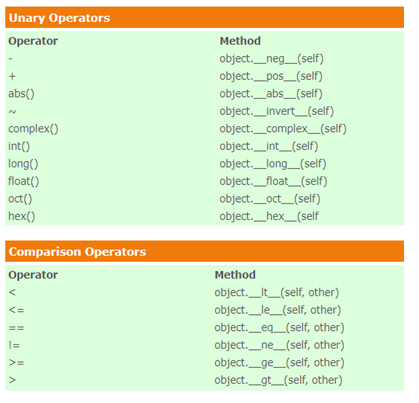 Unary Operators
Operator Method
- object.__neg__(self)
+ object.__pos__(self)
abs() object.__abs__(self)
~ object.__invert__(self)
complex() object.__complex__(self)
int() object.__int__(self)
long() object.__long__(self)
float() object.__float__(self)
oct() object.__oct__(self)
hex() object.__hex__(self
Comparison Operators
Operator Method
< object.__lt__(self, other)
<= object.__le__(self, other)
== object.__eq__(self, other)
!= object.__ne__(self, other)
>= object.__ge__(self, other)
> object.__gt__(self, other)